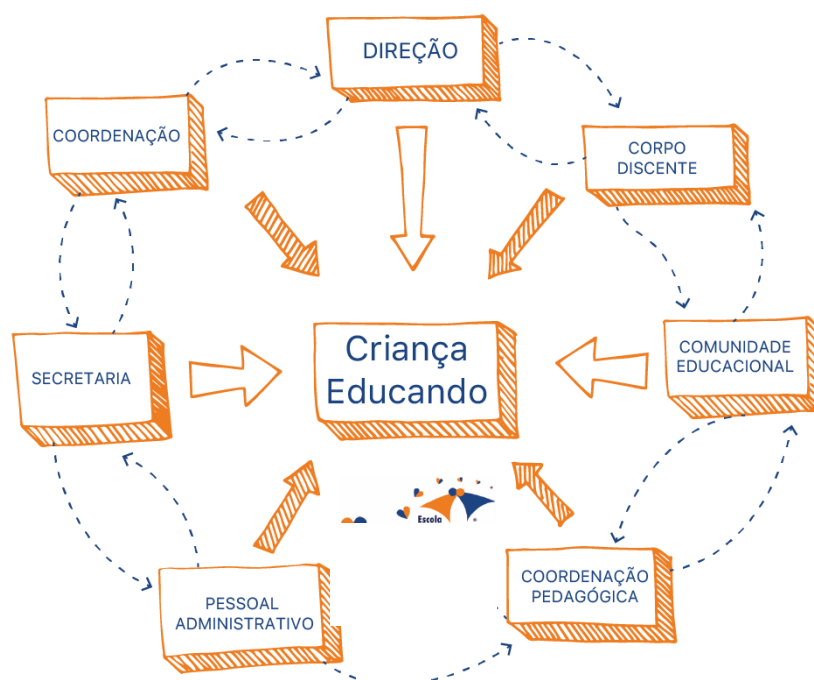 DIREÇÃO
COORDENAÇÃO
CORPO
DISCENTE
SECRETARIA
Criança
Educando
COMUNIDADE
EDUCACIONAL
Escola
PESSOAL
ADMINISTRATIVO
COORDENAÇÃO
PEDAGÓGICA